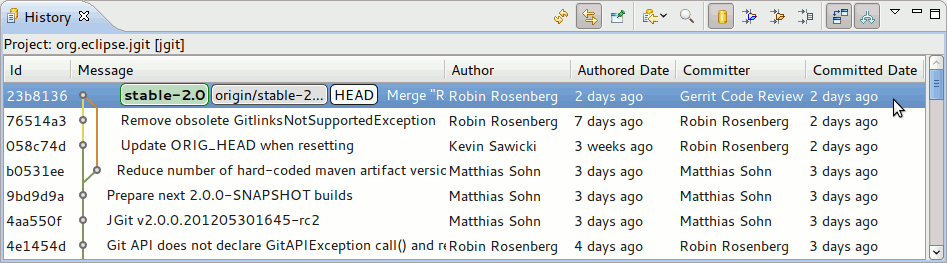 History
Project: org.eclipse.jgit [jgit]
Id Message Author Authored Date Committer Committed Date
23b8136 stable-2.0 origin/stable-2... HEAD Merge "R Robin Rosenberg 2 days ago Gerrit Code Review 2 days ago
76514a3 Remove obsolete GitlinksNotSupportedException Robin Rosenberg 7 days ago Robin Rosenberg 2 days ago
058c74d Update ORIG_HEAD when resetting Kevin Sawicki 3 weeks ago Robin Rosenberg 2 days ago
b0531ee Reduce number of hard-coded maven artifact versic Matthias Sohn 3 days ago Matthias Sohn 3 days ago
9bd9d9a Prepare next 2.0.0-SNAPSHOT builds Matthias Sohn 3 days ago Matthias Sohn 3 days ago
4aa550f JGit v2.0.0.201205301645-rc2 Matthias Sohn 3 days ago Matthias Sohn 3 days ago
4e1454d Git API does not declare GitAPIException call() and re Robin Rosenberg 4 days ago Robin Rosenberg 3 days ago